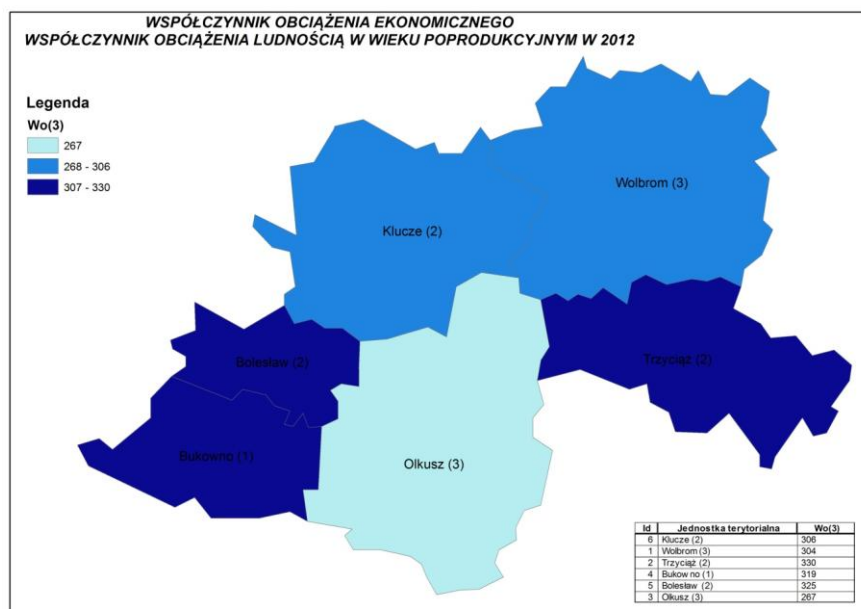 WSPÓŁCZYNNIK OBCIĄŻENIA EKONOMICZNEGO
WSPÓŁCZYNNIK OBCIĄŻENIA LUDNOŚCIĄ W WIEKU POPRODUKCYJNYM W 2012
Legenda
Wo(3)
267
268 - 306
307 - 330
Wolbrom (3)
Klucze (2)
Bolesław (2)
Trzyciąż (2)
Bukowno (1)
Olkusz (3)
Id Jednostka terytorialna Wo(3)
6 Klucze (2) 306
1 Wolbrom (3) 304
2 Trzyciąż (2) 330
4 Bukow no (1) 319
5 Bolesław (2) 325
3 Olkusz (3) 267